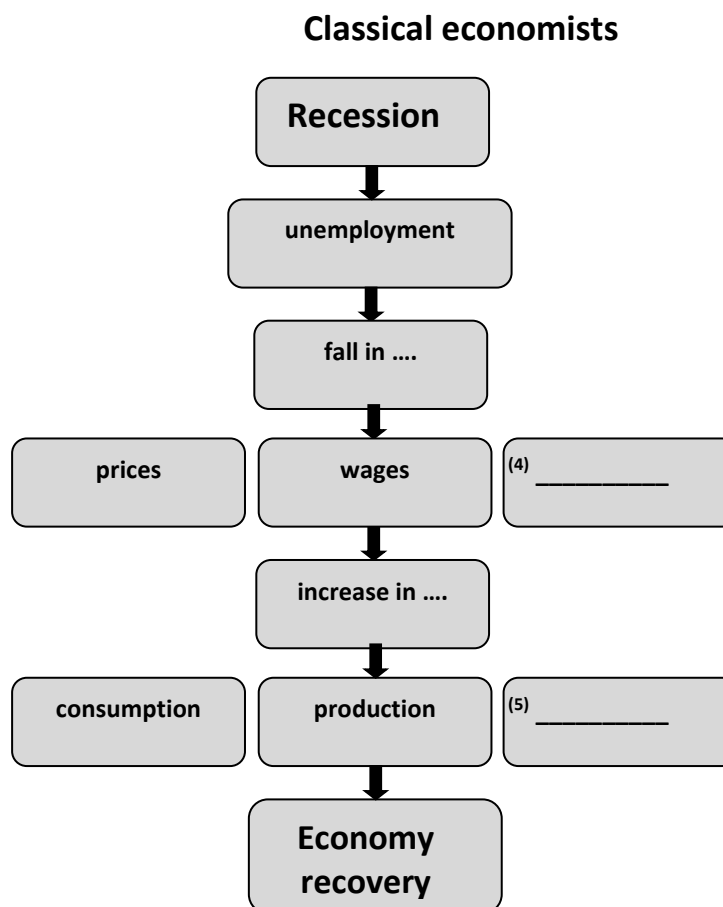 Classical economists
Recession
unemployment
fall in ....
prices
wages
(4) __________
increase in ....
consumption
production
(5) __________
Economy
recovery